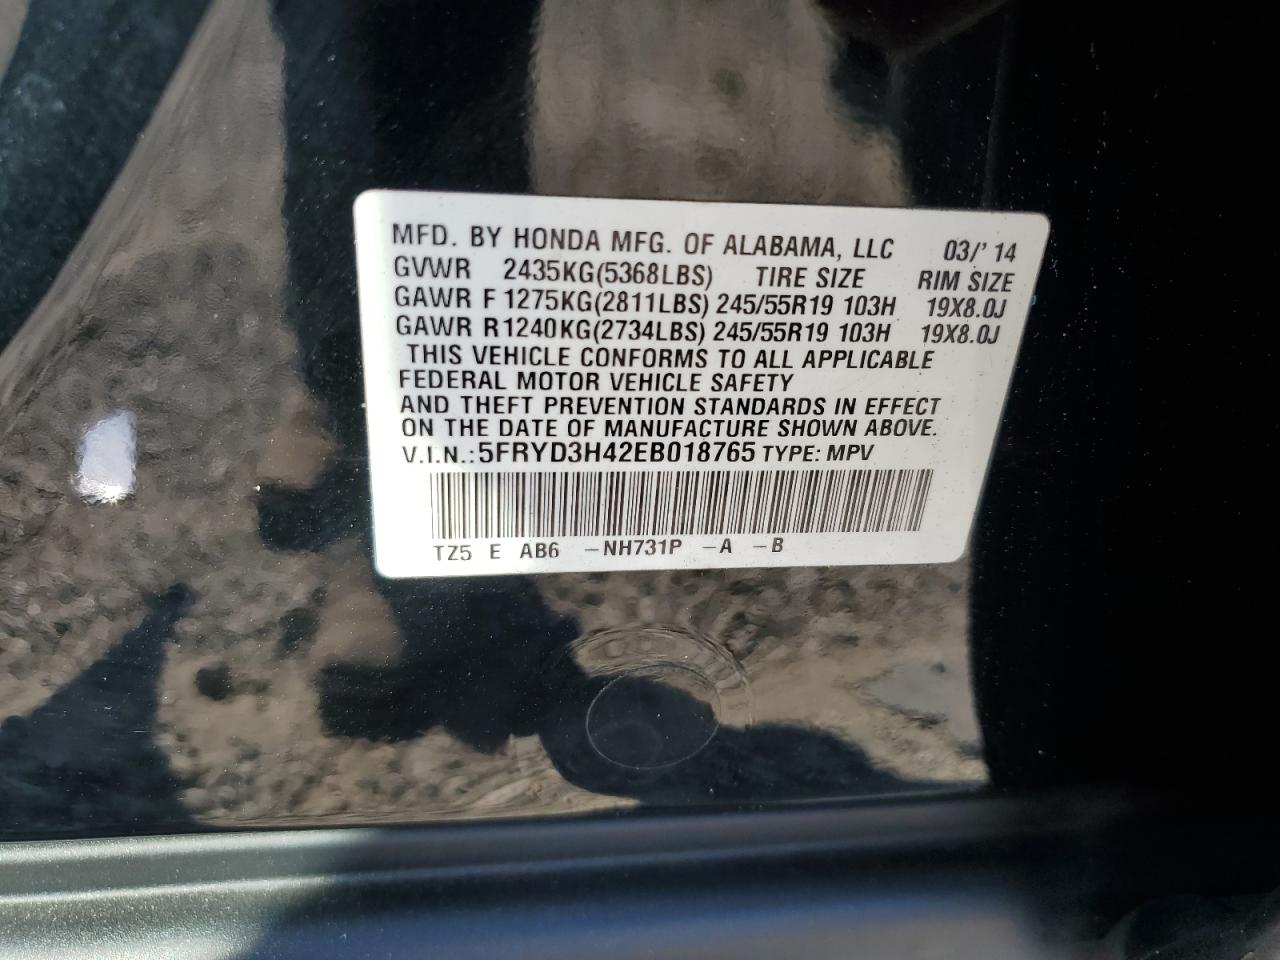 MFD. BY HONDA MFG. OF ALABAMA, LLC 03/' 14
GVWR 2435KG(5368LBS) TIRE SIZE RIM SIZE
GAWR F 1275KG(2811LBS) 245/55R19 103H 19X8.0J
GAWR R1240KG(2734LBS) 245/55R19 103H 19X8.0J
THIS VEHICLE CONFORMS TO ALL APPLICABLE
FEDERAL MOTOR VEHICLE SAFETY
AND THEFT PREVENTION STANDARDS IN EFFECT
ON THE DATE OF MANUFACTURE SHOWN ABOVE.
V.I.N.: 5FRYD3H42EB018765 TYPE: MPV
TZ5 E AB6 -NH731P -A -B